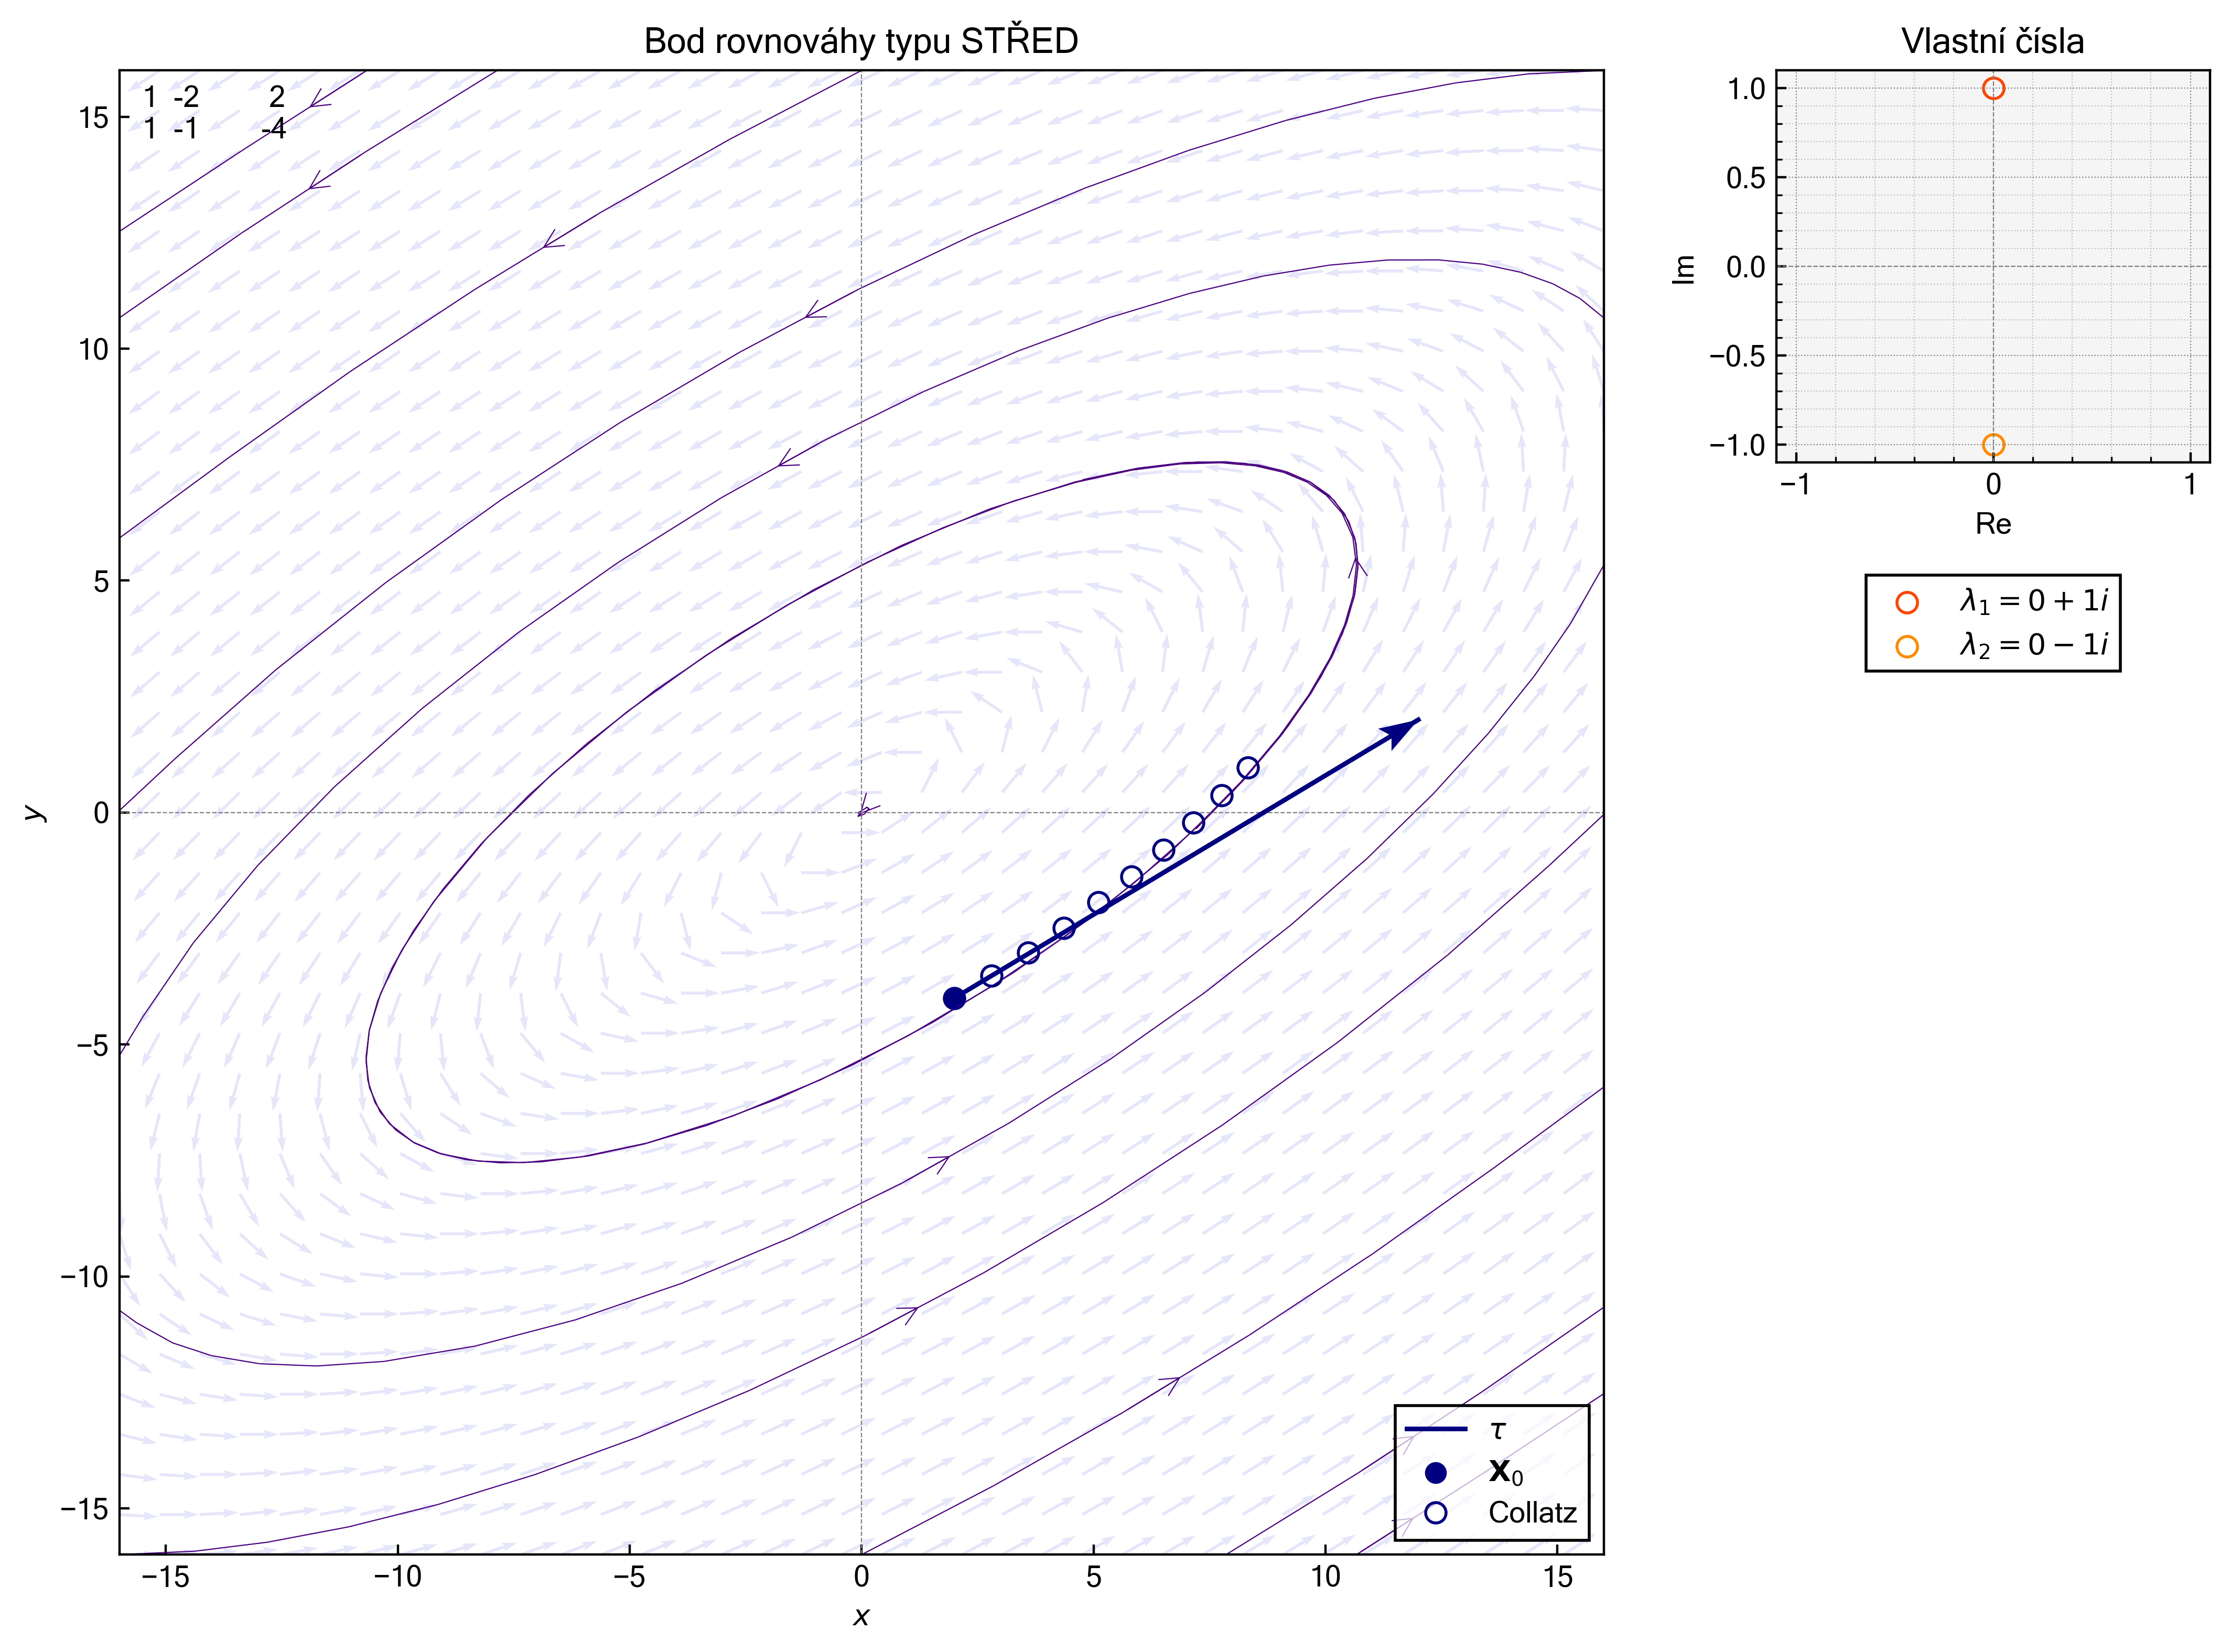 Bod rovnováhy typu STŘED
1 -2 2
1 -1 -4
15
10
5
0
−5
−10
−15
y
−15 −10 −5 0 5 10 15
x
τ
X₀
Collatz
Vlastní čísla
1.0
0.5
0.0
−0.5
−1.0
Im
−1 0 1
Re
λ₁ = 0 + 1i
λ₂ = 0 − 1i